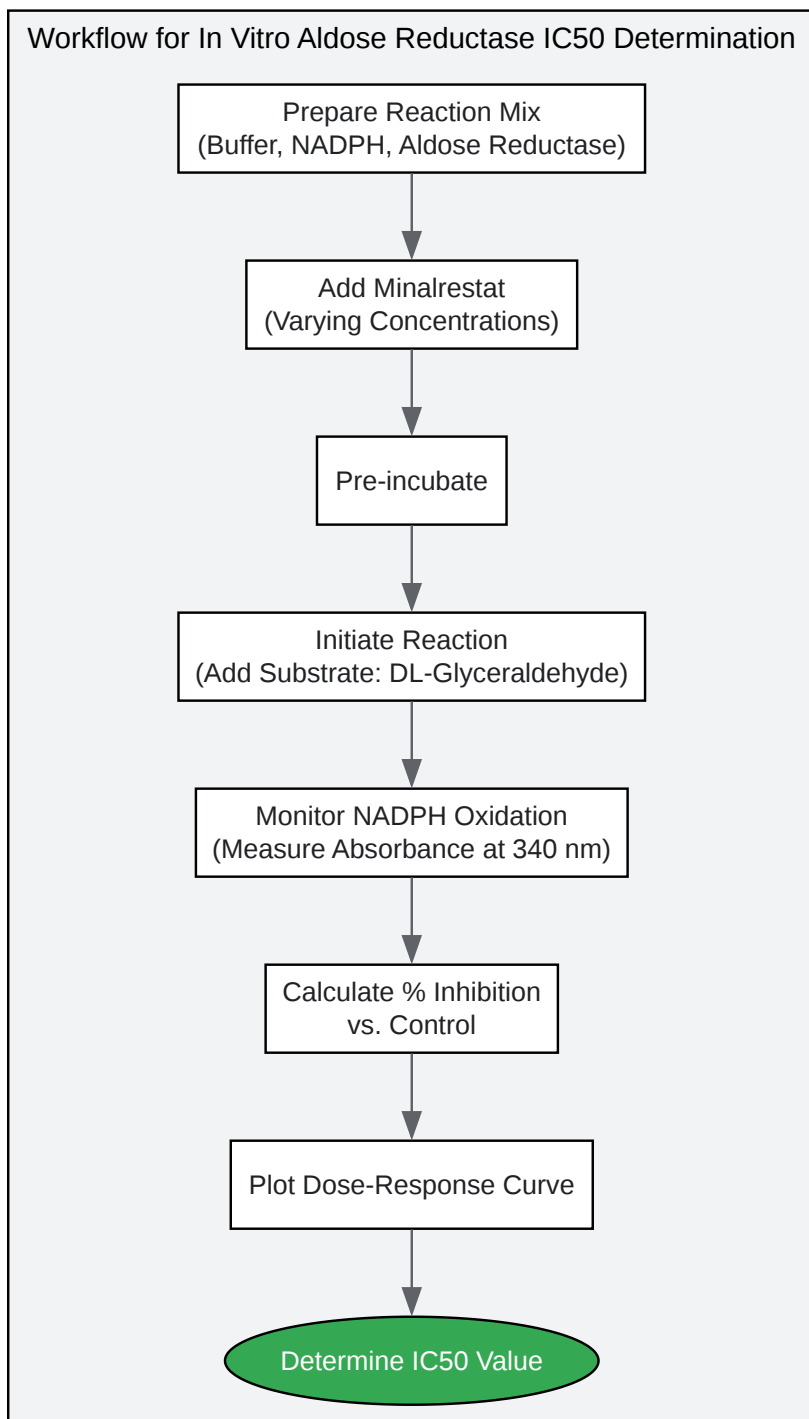 Workflow for In Vitro Aldose Reductase IC50 Determination
Prepare Reaction Mix
(Buffer, NADPH, Aldose Reductase)
Add Minalrestat
(Varying Concentrations)
Pre-incubate
Initiate Reaction
(Add Substrate: DL-Glyceraldehyde)
Monitor NADPH Oxidation
(Measure Absorbance at 340 nm)
Calculate % Inhibition
vs. Control
Plot Dose-Response Curve
Determine IC50 Value